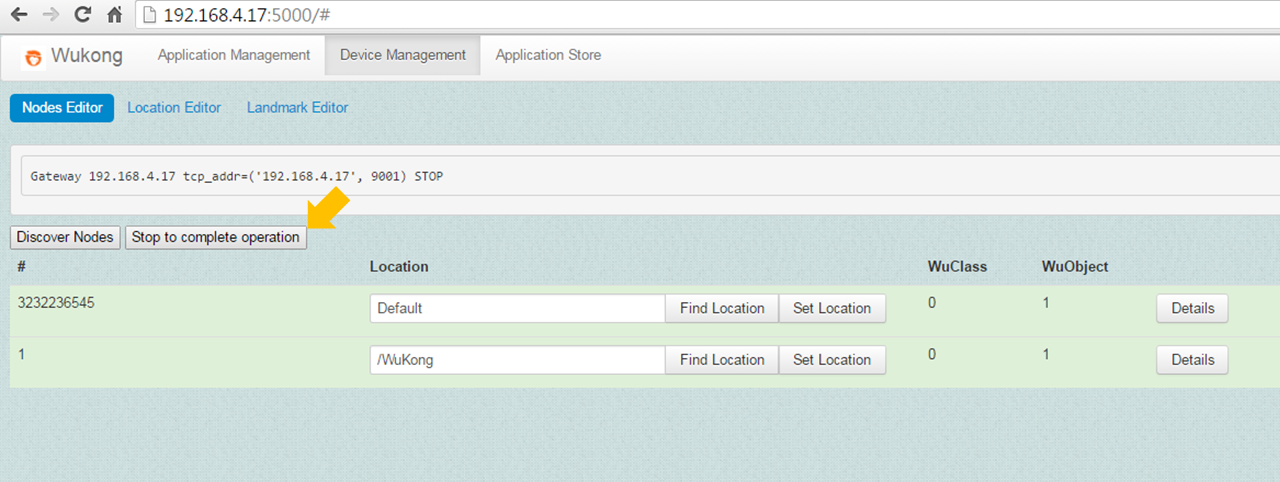 192.168.4.17:5000/#
Wukong Application Management Device Management Application Store
Nodes Editor Location Editor Landmark Editor
Gateway 192.168.4.17 tcp_addr=('192.168.4.17', 9001) STOP
Discover Nodes Stop to complete operation
# Location WuClass WuObject
3232236545 Default Find Location Set Location 0 1 Details
1 /WuKong Find Location Set Location 0 1 Details